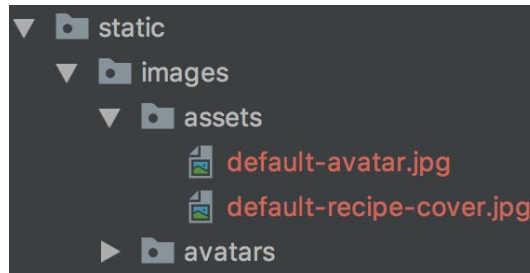 static
images
assets
default-avatar.jpg
default-recipe-cover.jpg
avatars